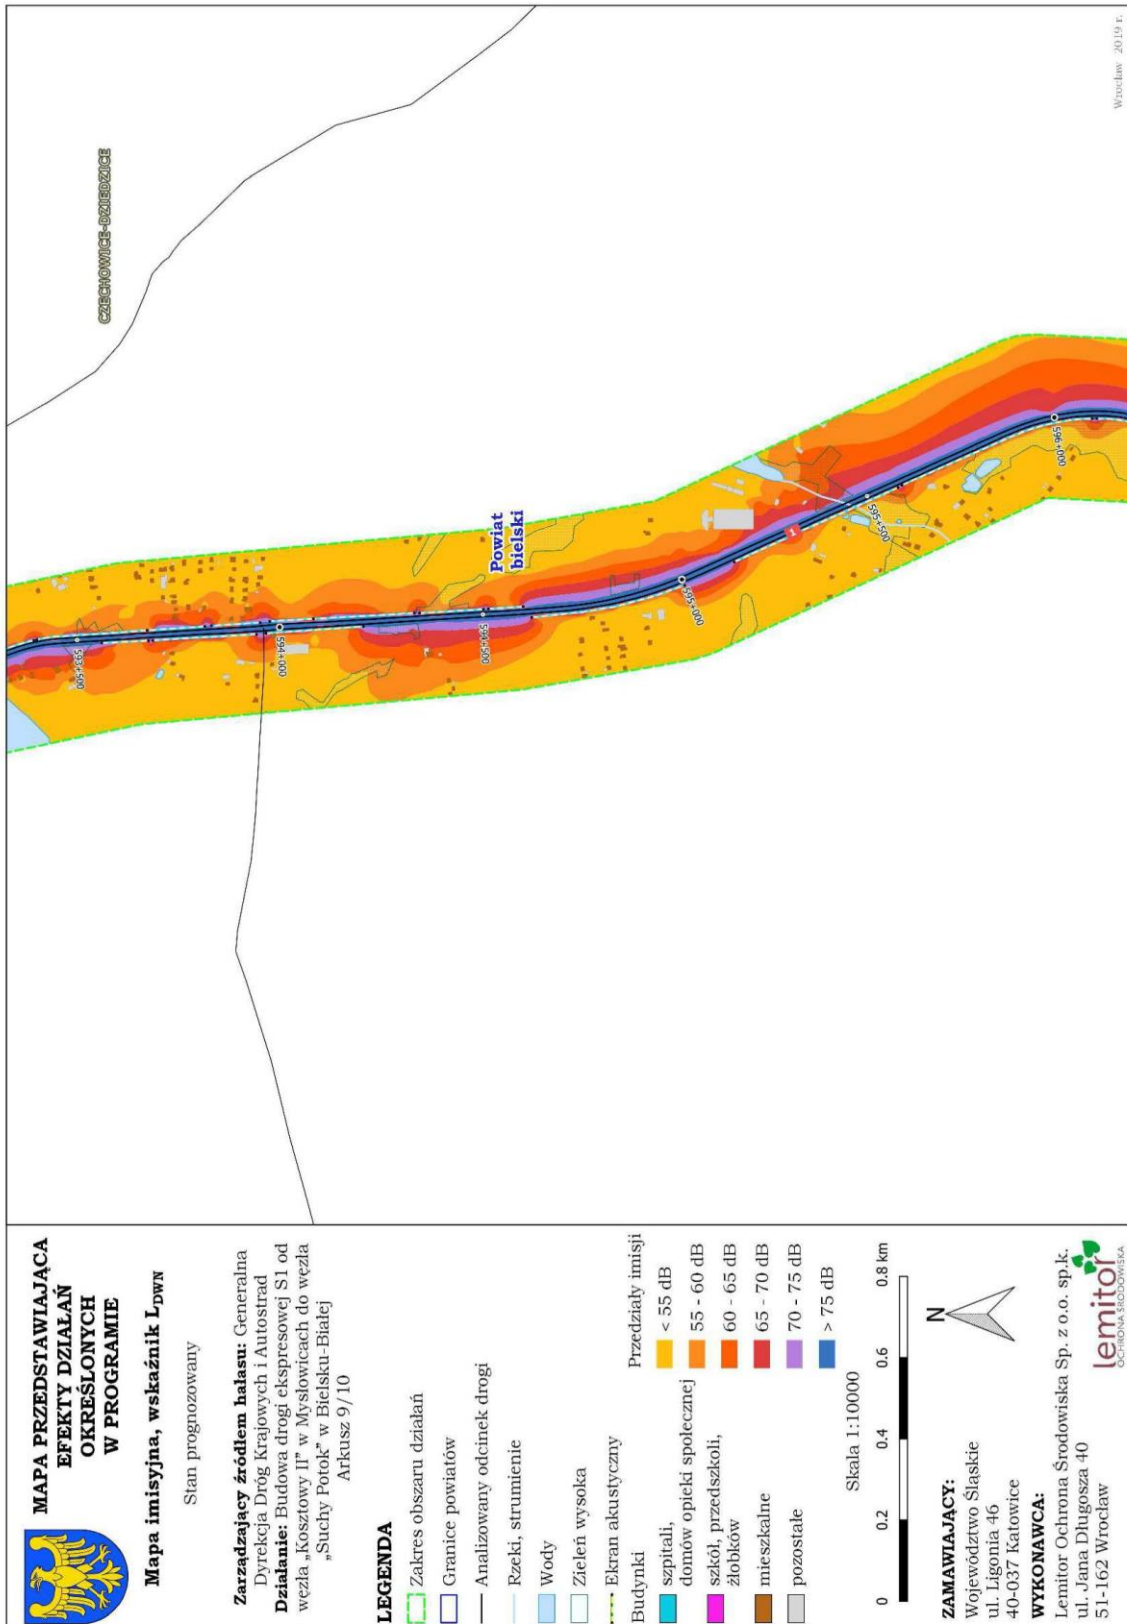 MAPA PRZEDSTAWIAJĄCA
EFEKTY DZIAŁAŃ
OKREŚLONYCH
W PROGRAMIE
Mapa imisyjna, wskaźnik LDWN
Stan prognozowany
Zarządzający źródłem hałasu: Generalna
Dyrekcja Dróg Krajowych i Autostrad
Działanie: Budowa drogi ekspresowej S1 od
węzła „Kosztowy II” w Mysłowicach do węzła
„Suchy Potok” w Bielsku-Białej
Arkusz 9/10
LEGENDA
Zakres obszaru działań
Granice powiatów
Analizowany odcinek drogi
Rzeki, strumienie
Wody
Zieleń wysoka
Ekran akustyczny
Budynki
szpitali,
domów opieki społecznej
szkół, przedszkoli,
żłobków
mieszkalne
pozostałe
Przedziały imisji
< 55 dB
55 - 60 dB
60 - 65 dB
65 - 70 dB
70 - 75 dB
> 75 dB
Skala 1:10000
0 0.2 0.4 0.6 0.8 km
N
ZAMAWIAJĄCY:
Województwo Śląskie
ul. Ligonia 46
40-037 Katowice
WYKONAWCA:
Lemitor Ochrona Środowiska Sp. z o.o. sp.k.
ul. Jana Długosza 40
51-162 Wrocław
lemitor
OCHRONA ŚRODOWISKA
CZECHOWICE-DZIEDZICE
Powiat
bielski
593+500
594+000
594+500
595+000
1
595+500
596+000
Wrocław 2019 r.